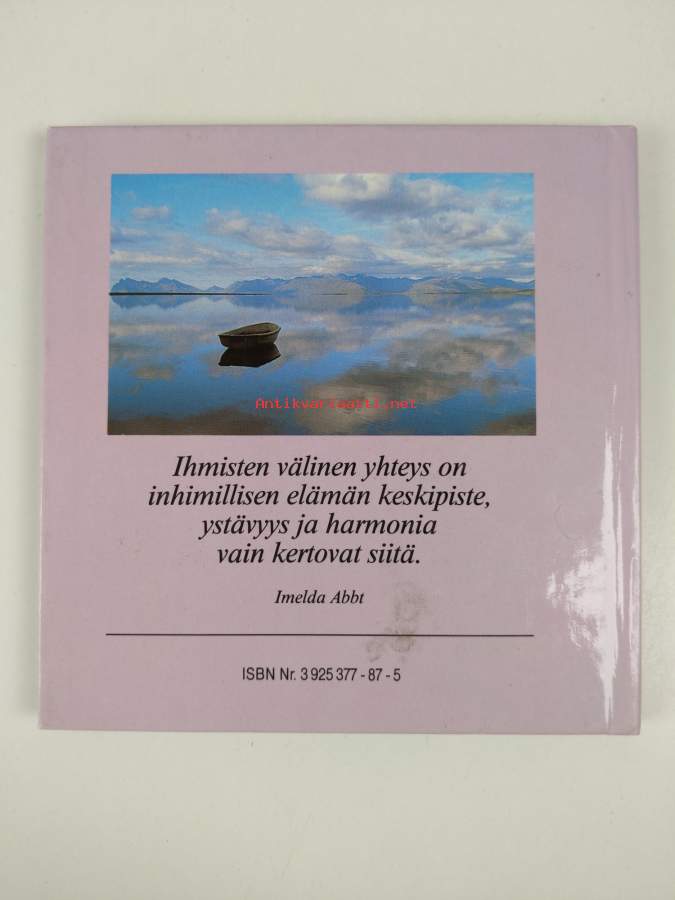 Antikvariaatti.net
Ihmisten välinen yhteys on
inhimillisen elämän keskipiste,
ystävyys ja harmonia
vain kertovat siitä.
Imelda Abbt
ISBN Nr. 3 925 377 - 87 - 5